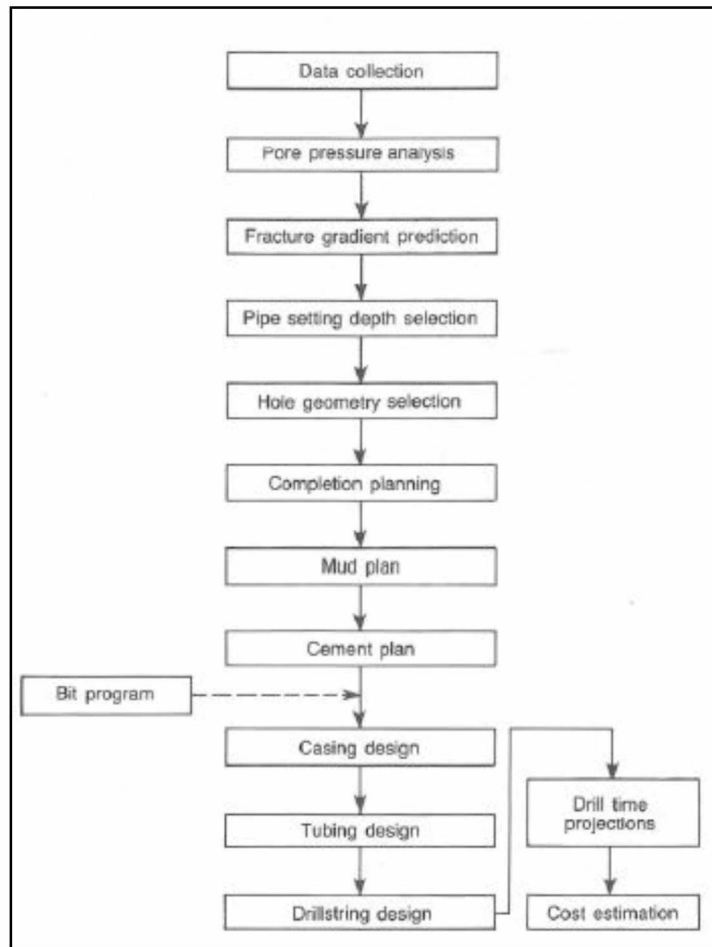 Data collection
Pore pressure analysis
Fracture gradient prediction
Pipe setting depth selection
Hole geometry selection
Completion planning
Mud plan
Cement plan
Bit program
Casing design
Tubing design
Drillstring design
Drill time
projections
Cost estimation